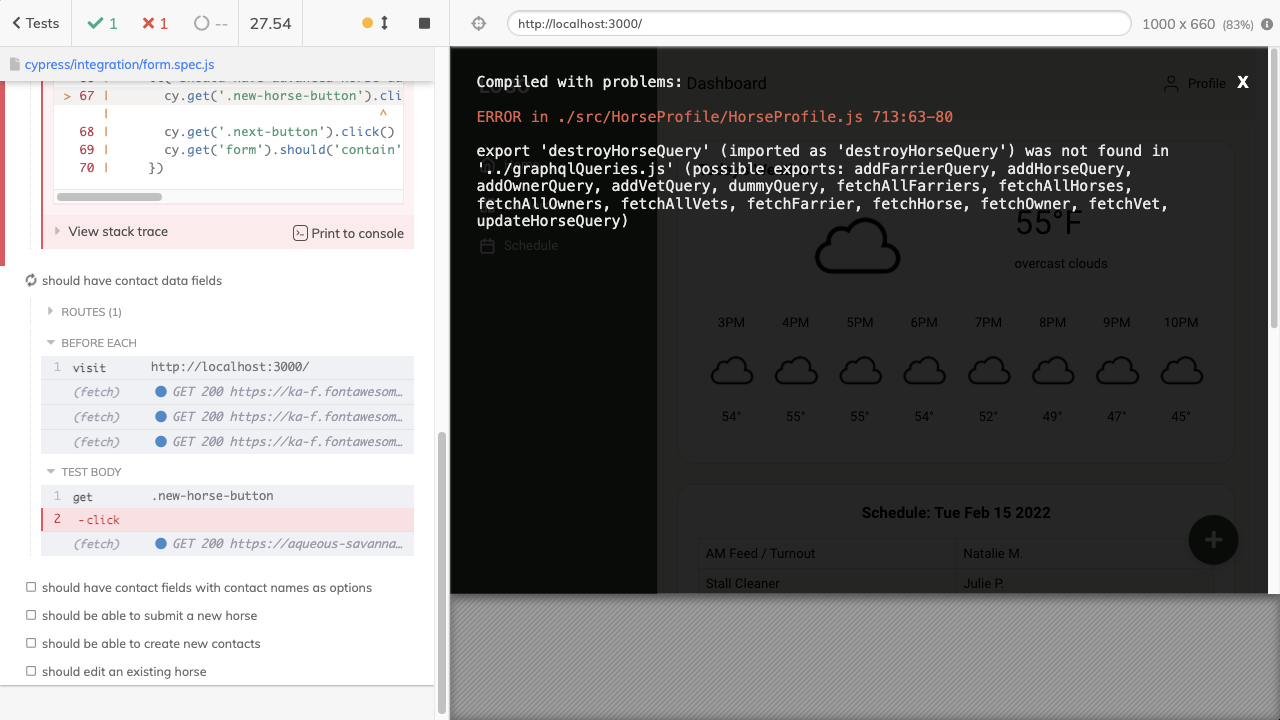 Tests
1
1
--
27.54
http://localhost:3000/
1000 x 660 (83%)
cypress/integration/form.spec.js
> 67 | cy.get('.new-horse-button').cli
| ^
68 | cy.get('.next-button').click()
69 | cy.get('form').should('contain'
70 | })
View stack trace
Print to console
should have contact data fields
ROUTES (1)
BEFORE EACH
1 visit http://localhost:3000/
(fetch) GET 200 https://ka-f.fontawesom…
(fetch) GET 200 https://ka-f.fontawesom…
(fetch) GET 200 https://ka-f.fontawesom…
TEST BODY
1 get .new-horse-button
2 -click
(fetch) GET 200 https://aqueous-savanna…
should have contact fields with contact names as options
should be able to submit a new horse
should be able to create new contacts
should edit an existing horse
Compiled with problems:
X
Dashboard
Profile
ERROR in ./src/HorseProfile/HorseProfile.js 713:63-80
export 'destroyHorseQuery' (imported as 'destroyHorseQuery') was not found in
'../graphqlQueries.js' (possible exports: addFarrierQuery, addHorseQuery,
addOwnerQuery, addVetQuery, dummyQuery, fetchAllFarriers, fetchAllHorses,
fetchAllOwners, fetchAllVets, fetchFarrier, fetchHorse, fetchOwner, fetchVet,
updateHorseQuery)
Schedule
55°F
overcast clouds
3PM 4PM 5PM 6PM 7PM 8PM 9PM 10PM
54° 55° 55° 54° 52° 49° 47° 45°
Schedule: Tue Feb 15 2022
AM Feed / Turnout Natalie M.
Stall Cleaner Julie P.